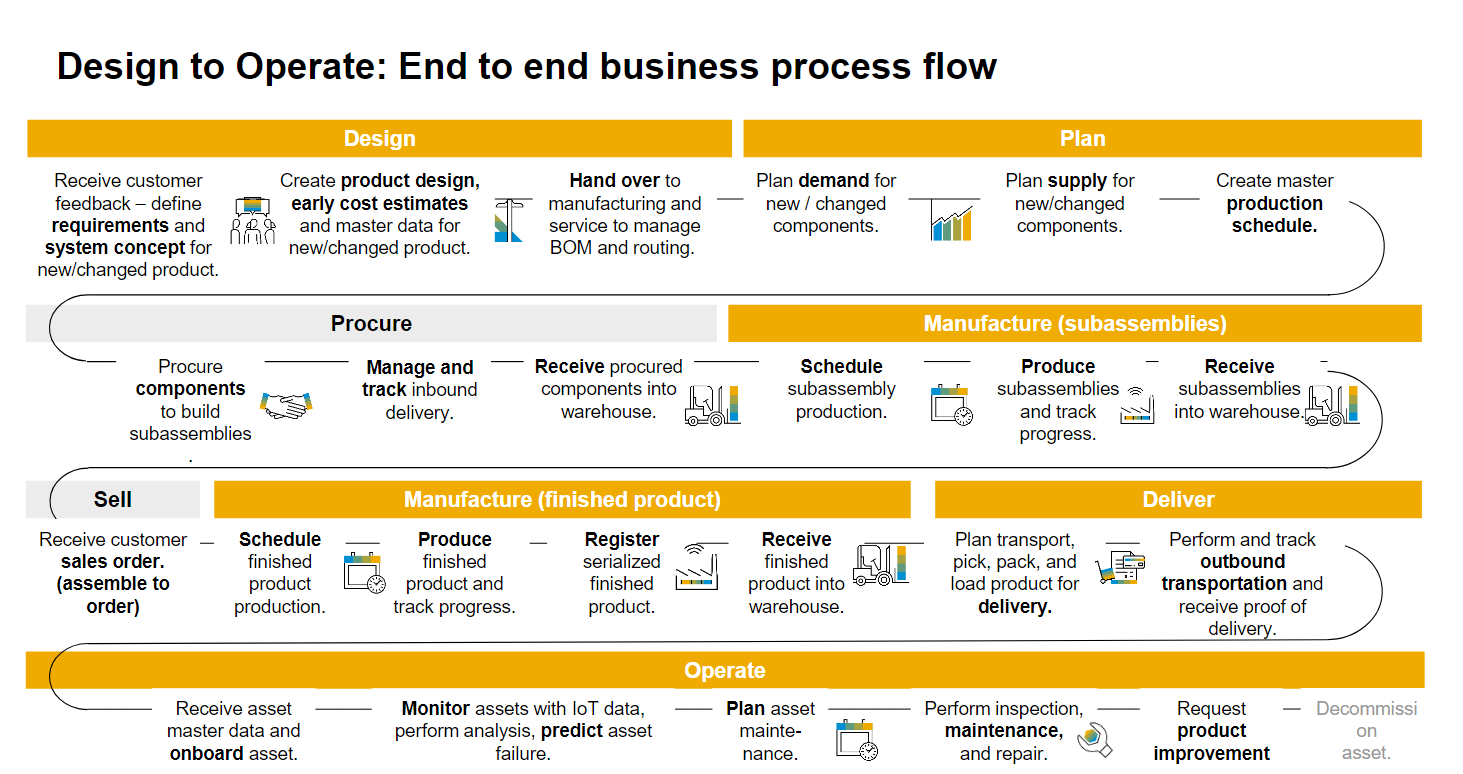 Design to Operate: End to end business process flow
Design
Plan
Receive customer
feedback – define
requirements and
system concept for
new/changed product.
Create product design,
early cost estimates
and master data for
new/changed product.
Hand over to
manufacturing and
service to manage
BOM and routing.
Plan demand for
new / changed
components.
Plan supply for
new/changed
components.
Create master
production
schedule.
Procure
Manufacture (subassemblies)
Procure
components
to build
subassemblies
.
Manage and
track inbound
delivery.
Receive procured
components into
warehouse.
Schedule
subassembly
production.
Produce
subassemblies
and track
progress.
Receive
subassemblies
into warehouse.
Sell
Manufacture (finished product)
Deliver
Receive customer
sales order.
(assemble to
order)
Schedule
finished
product
production.
Produce
finished
product and
track progress.
Register
serialized
finished
product.
Receive
finished
product into
warehouse.
Plan transport,
pick, pack, and
load product for
delivery.
Perform and track
outbound
transportation and
receive proof of
delivery.
Operate
Receive asset
master data and
onboard asset.
Monitor assets with IoT data,
perform analysis, predict asset
failure.
Plan asset
mainte-
nance.
Perform inspection,
maintenance,
and repair.
Request
product
improvement
Decommissi
on
asset.